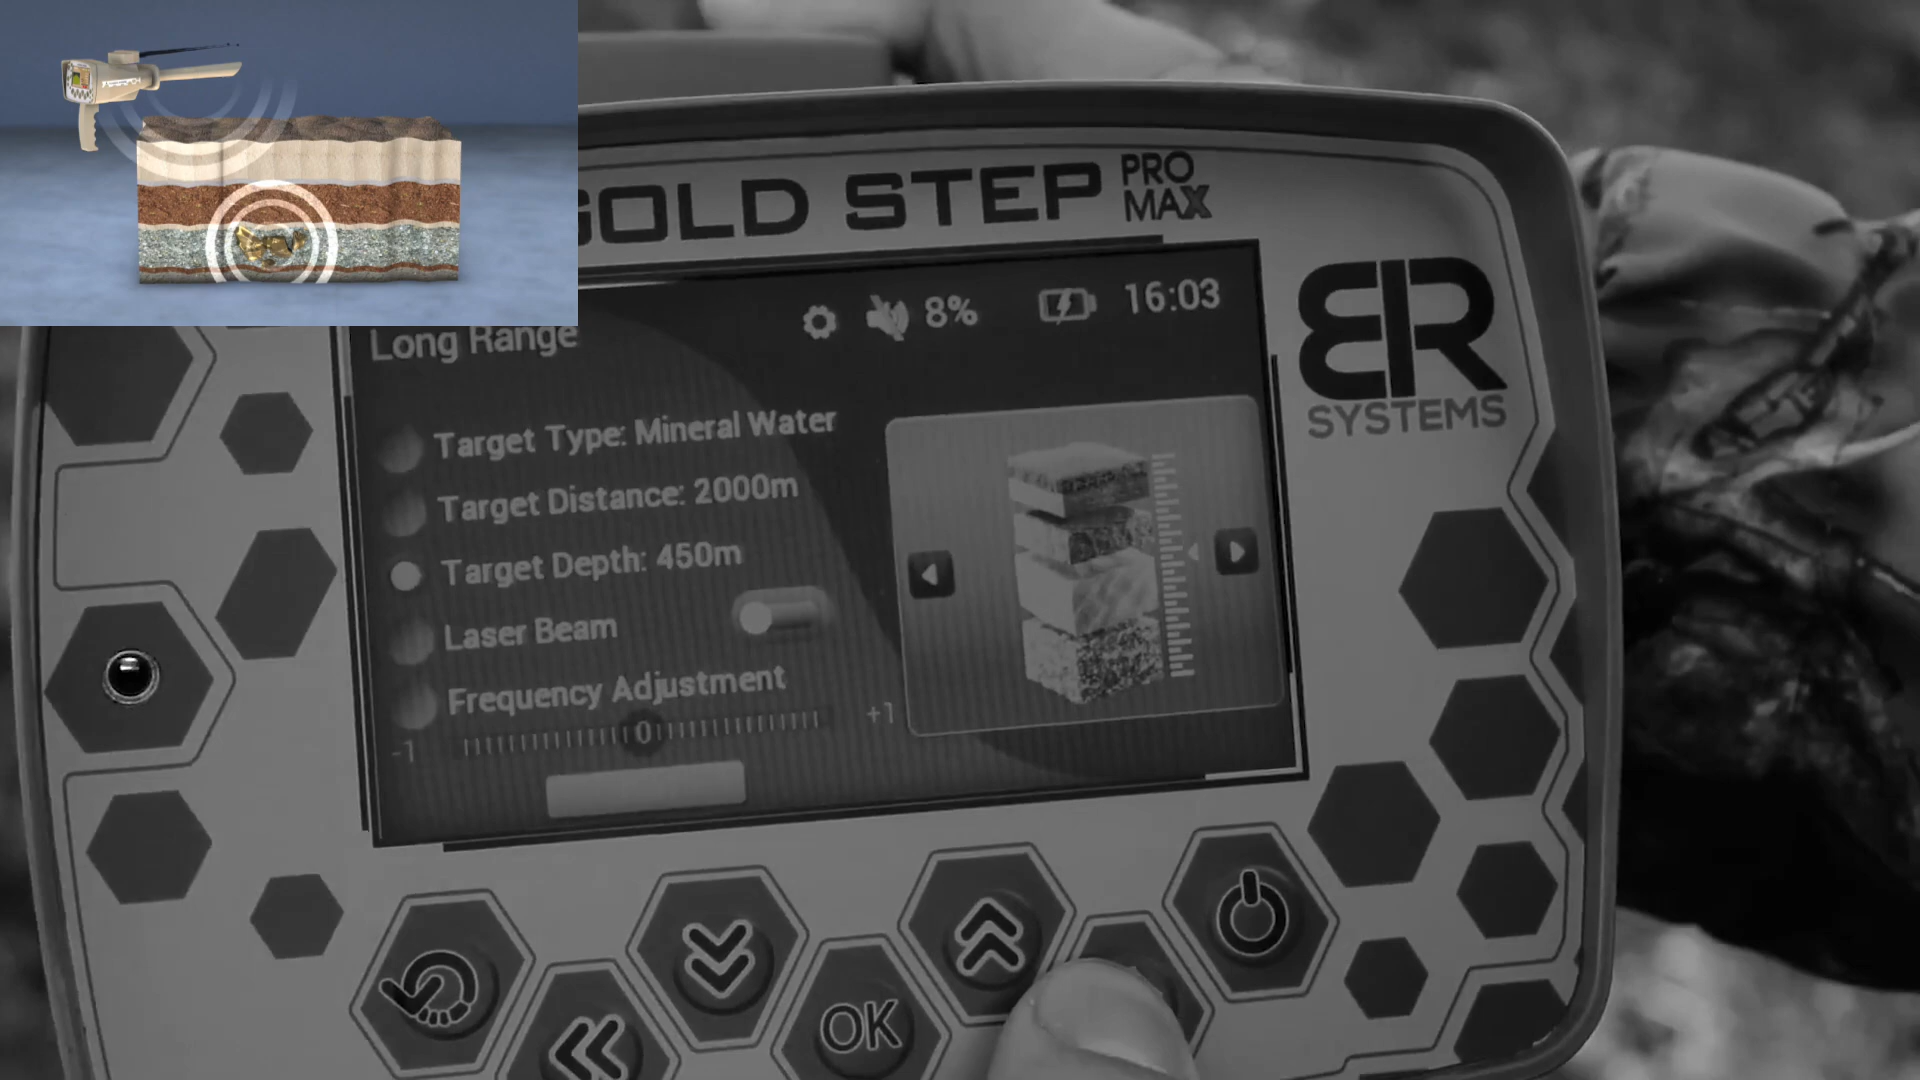 GOLD STEP PRO MAX
Long Range
8%
16:03
Target Type: Mineral Water
Target Distance: 2000m
Target Depth: 450m
Laser Beam
Frequency Adjustment
-1
0
+1
ER
SYSTEMS
OK